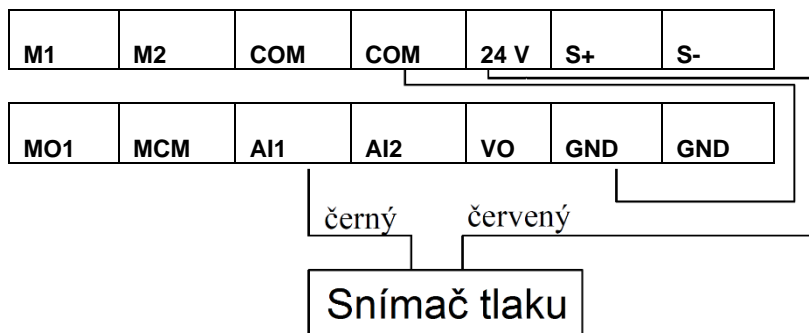 M1 M2 COM COM 24 V S+ S-
MO1 MCM AI1 AI2 VO GND GND
černý červený
Snímač tlaku